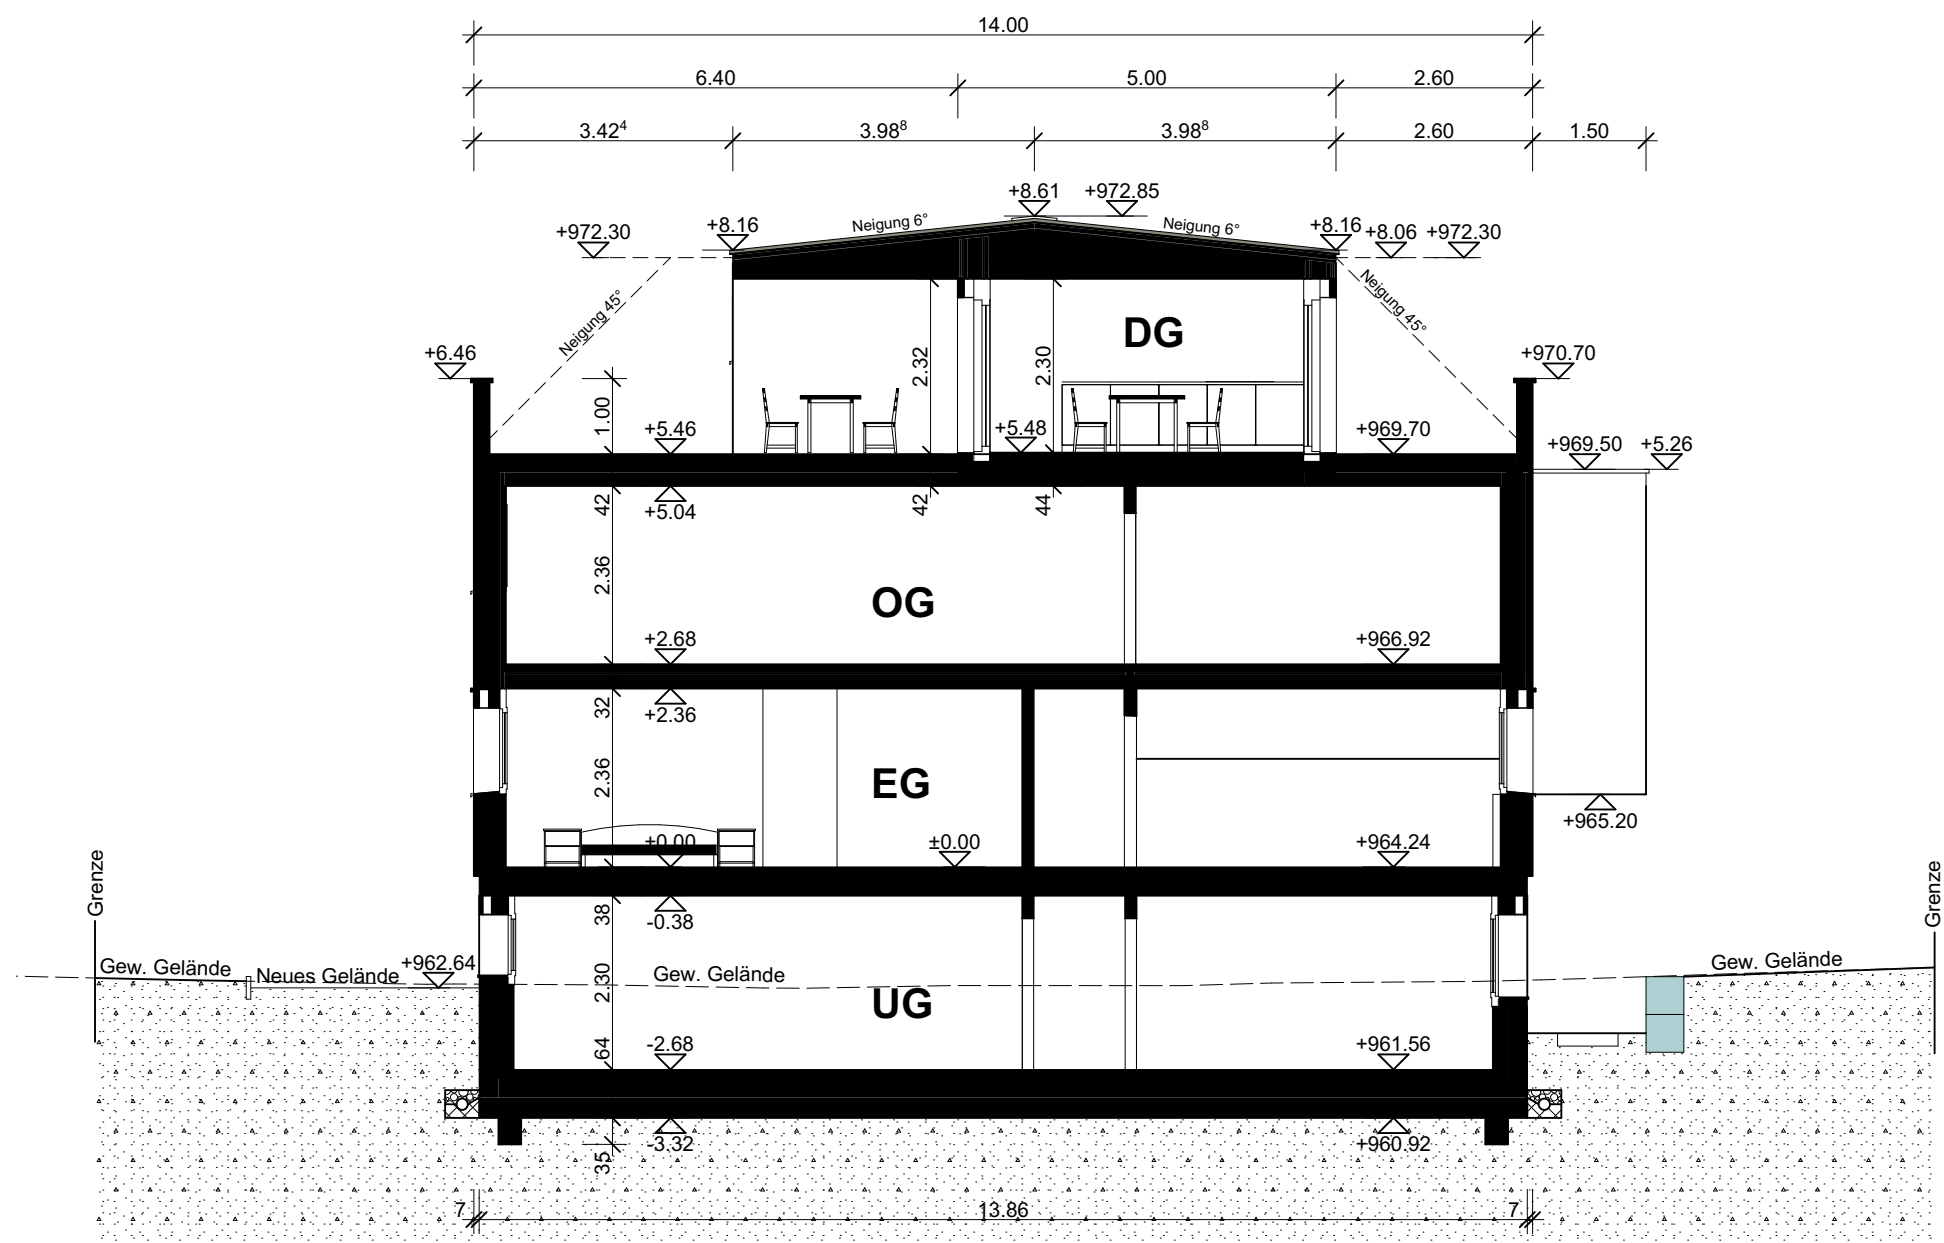 14.00
6.40 5.00 2.60
3.42⁴ 3.98⁸ 3.98⁸ 2.60 1.50
+8.61 +972.85
+972.30 +8.16 Neigung 6° Neigung 6° +8.16 +8.06 +972.30
Neigung 45° Neigung 45°
DG
+6.46 2.32 2.30 +970.70
1.00 +5.46 +5.48 +969.70 +969.50 +5.26
42 +5.04 42 44
2.36 OG
+2.68 +966.92
32 +2.36
2.36 EG
+965.20
±0.00 ±0.00 +964.24
Grenze Grenze
38 -0.38
Gew. Gelände Neues Gelände +962.64 Gew. Gelände Gew. Gelände
2.30 UG
64 -2.68 +961.56
-3.32 +960.92
35
7 13.86 7